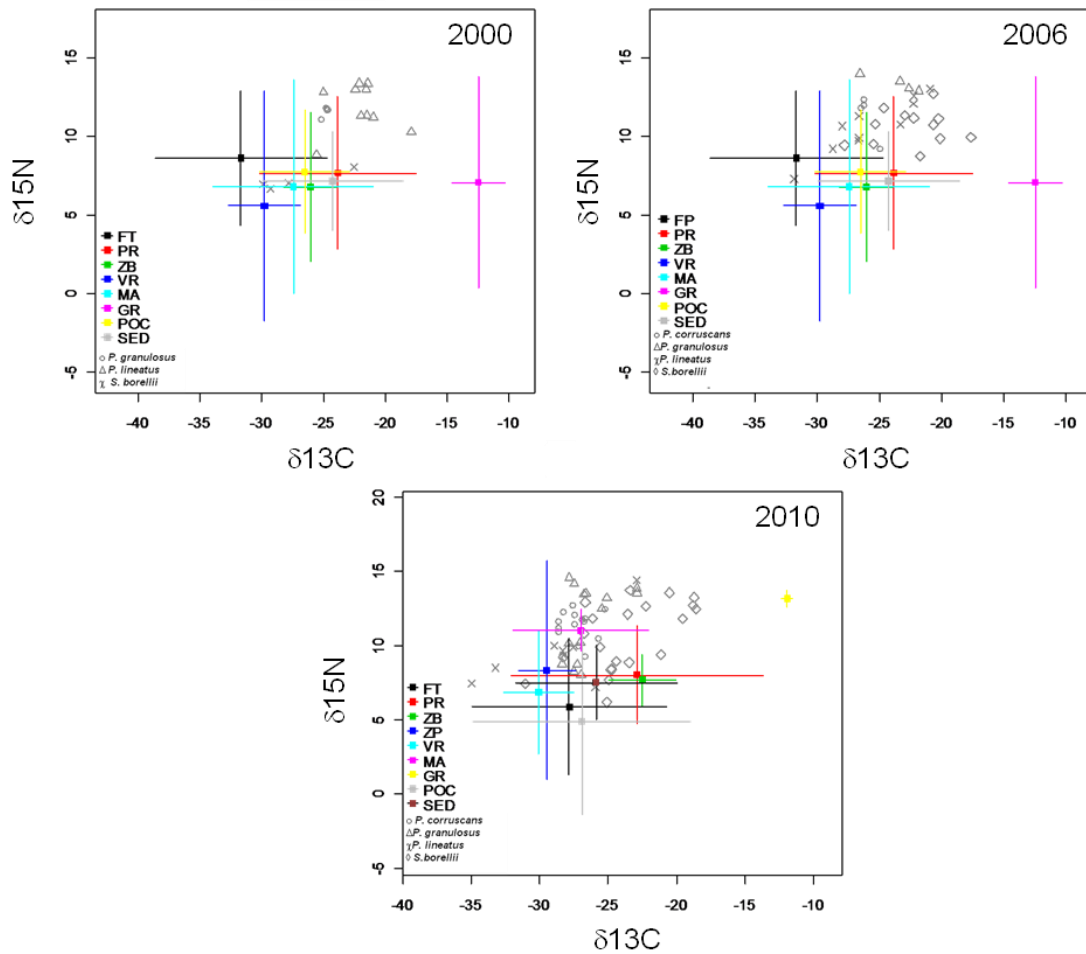 2000
15
10
5
0
-5
δ15N
FT
PR
ZB
VR
MA
GR
POC
SED
P. granulosus
P. lineatus
χ S. borellii
-40 -35 -30 -25 -20 -15 -10
δ13C
2006
15
10
5
0
-5
δ15N
FP
PR
ZB
VR
MA
GR
POC
SED
P. corruscans
P. granulosus
χP. lineatus
S.borellii
-40 -35 -30 -25 -20 -15 -10
δ13C
2010
20
15
10
5
0
-5
δ15N
FT
PR
ZB
ZP
VR
MA
GR
POC
SED
P. corruscans
P. granulosus
χP. lineatus
S.borellii
-40 -35 -30 -25 -20 -15 -10
δ13C